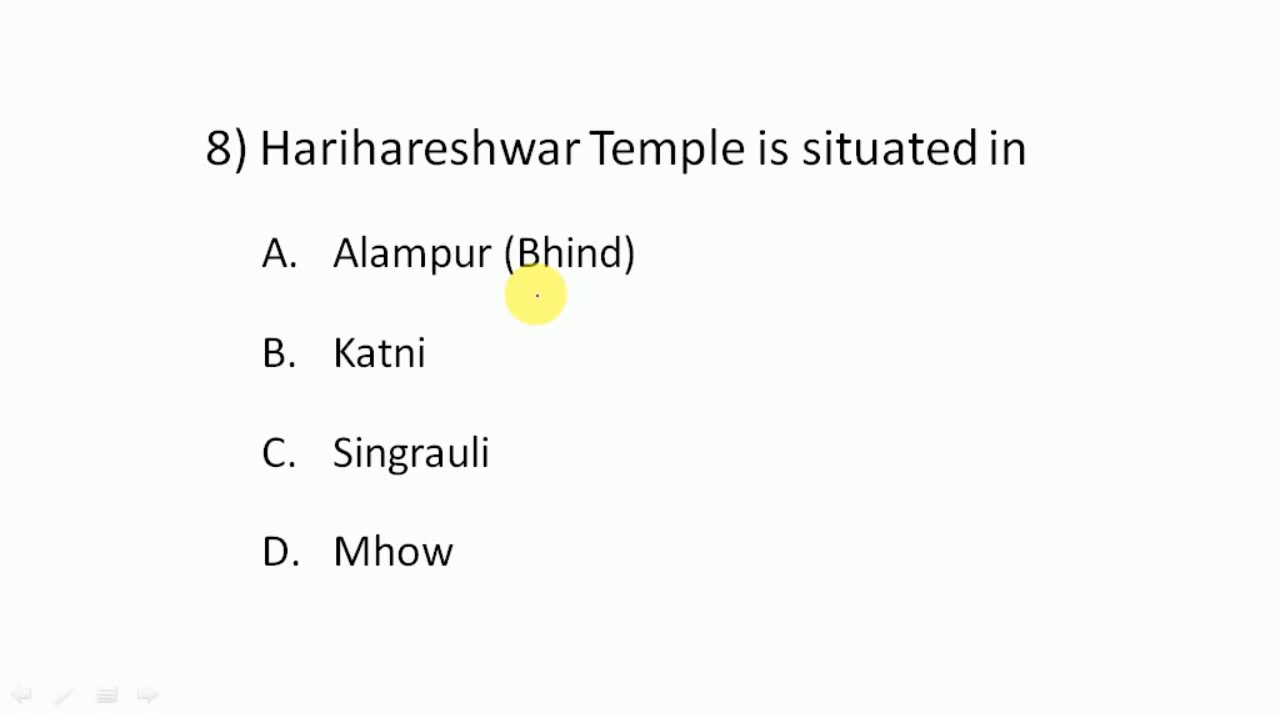 8) Harihareshwar Temple is situated in
A. Alampur (Bhind)
B. Katni
C. Singrauli
D. Mhow